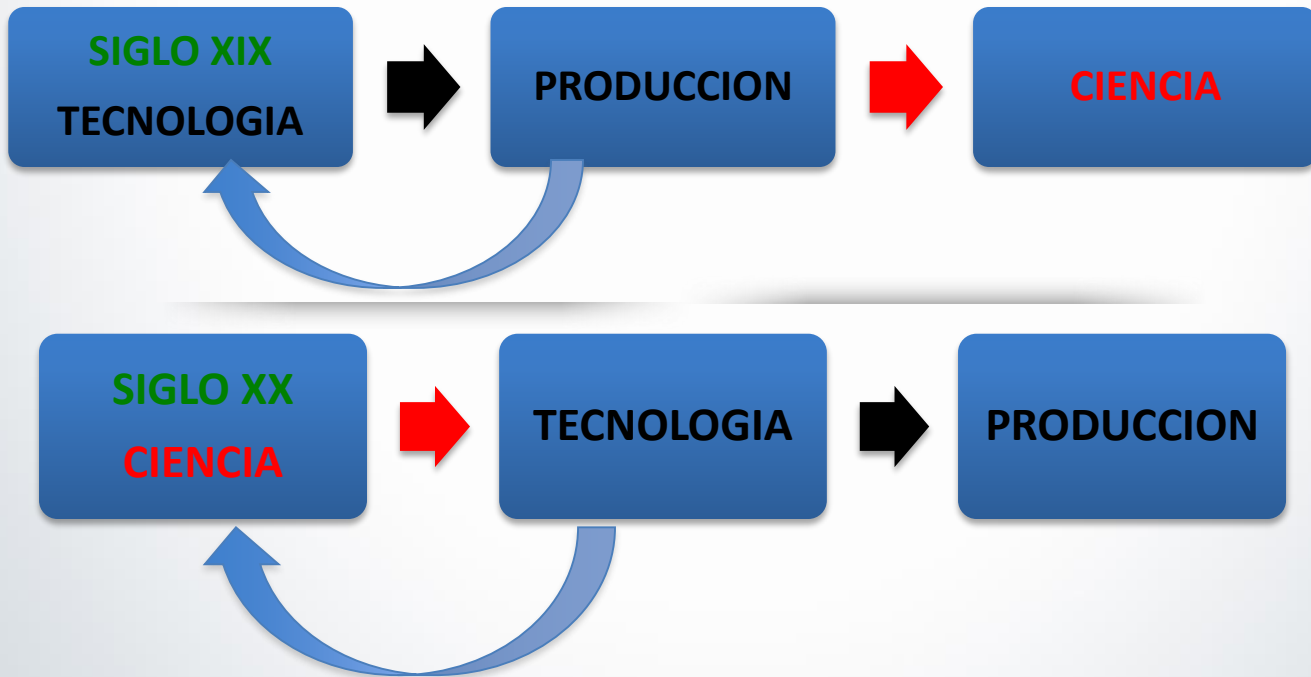 SIGLO XIX
TECNOLOGIA
PRODUCCION
CIENCIA
SIGLO XX
CIENCIA
TECNOLOGIA
PRODUCCION